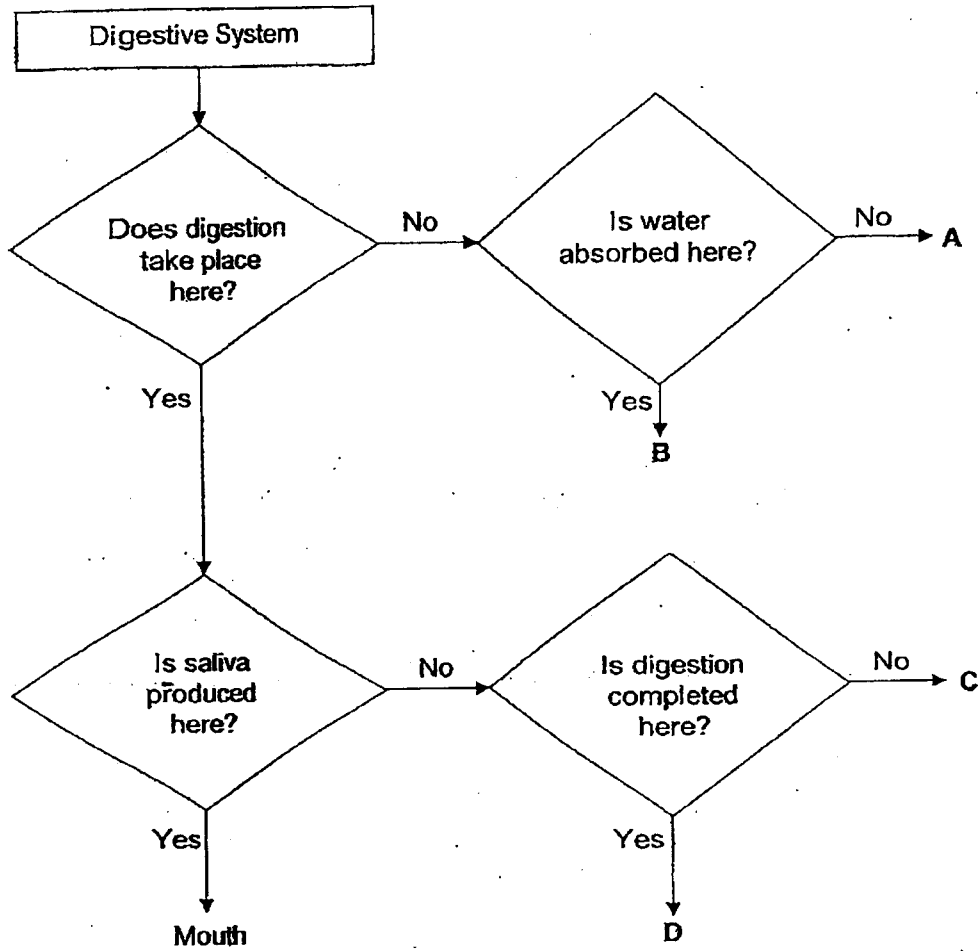 Digestive System
Does digestion
take place
here?
No
Is water
absorbed here?
No
A
Yes
Yes
B
Is saliva
produced
here?
No
Is digestion
completed
here?
No
C
Yes
Yes
Mouth
D